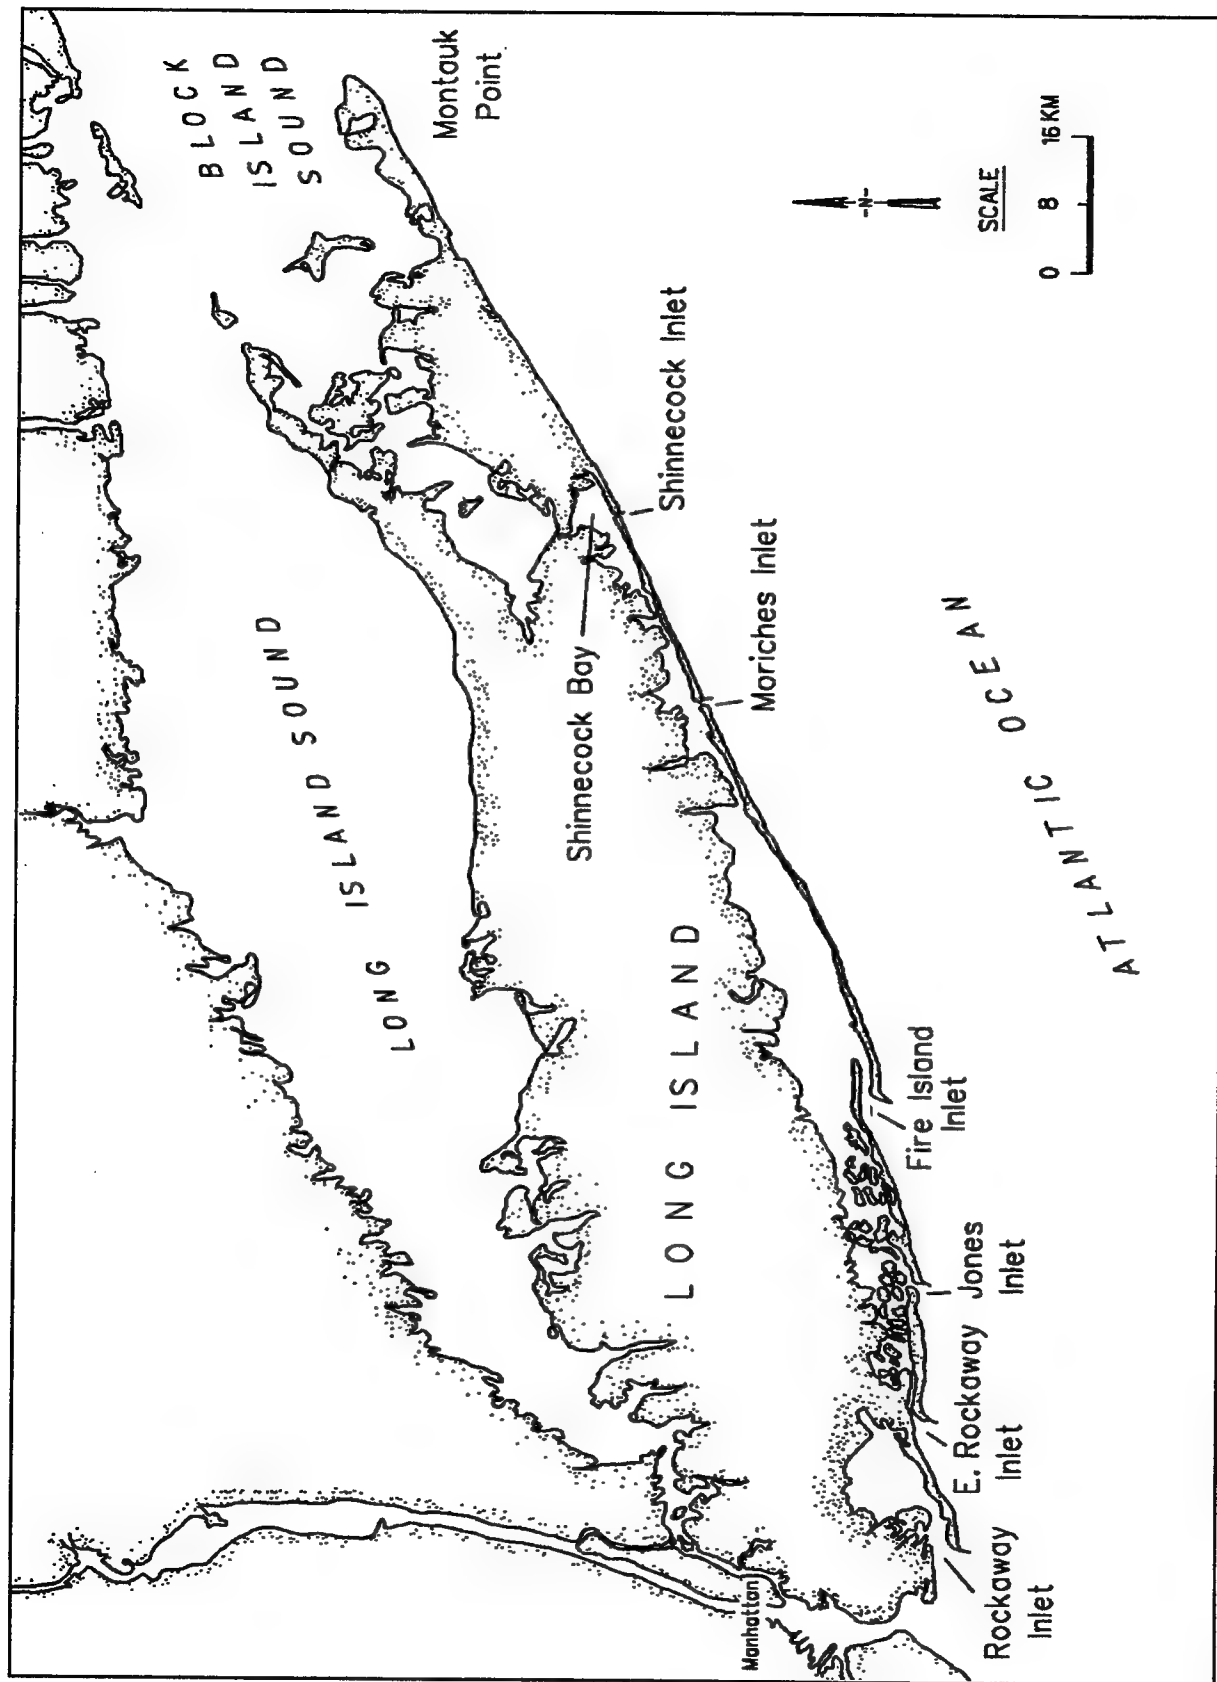 BLOCK
ISLAND
SOUND
Montauk
Point
LONG ISLAND SOUND
Shinnecock Inlet
Shinnecock Bay
Moriches Inlet
-N-
SCALE
0 8 16 KM
LONG ISLAND
ATLANTIC OCEAN
Fire Island
Inlet
Jones
Inlet
E. Rockaway
Inlet
Rockaway
Inlet
Manhattan